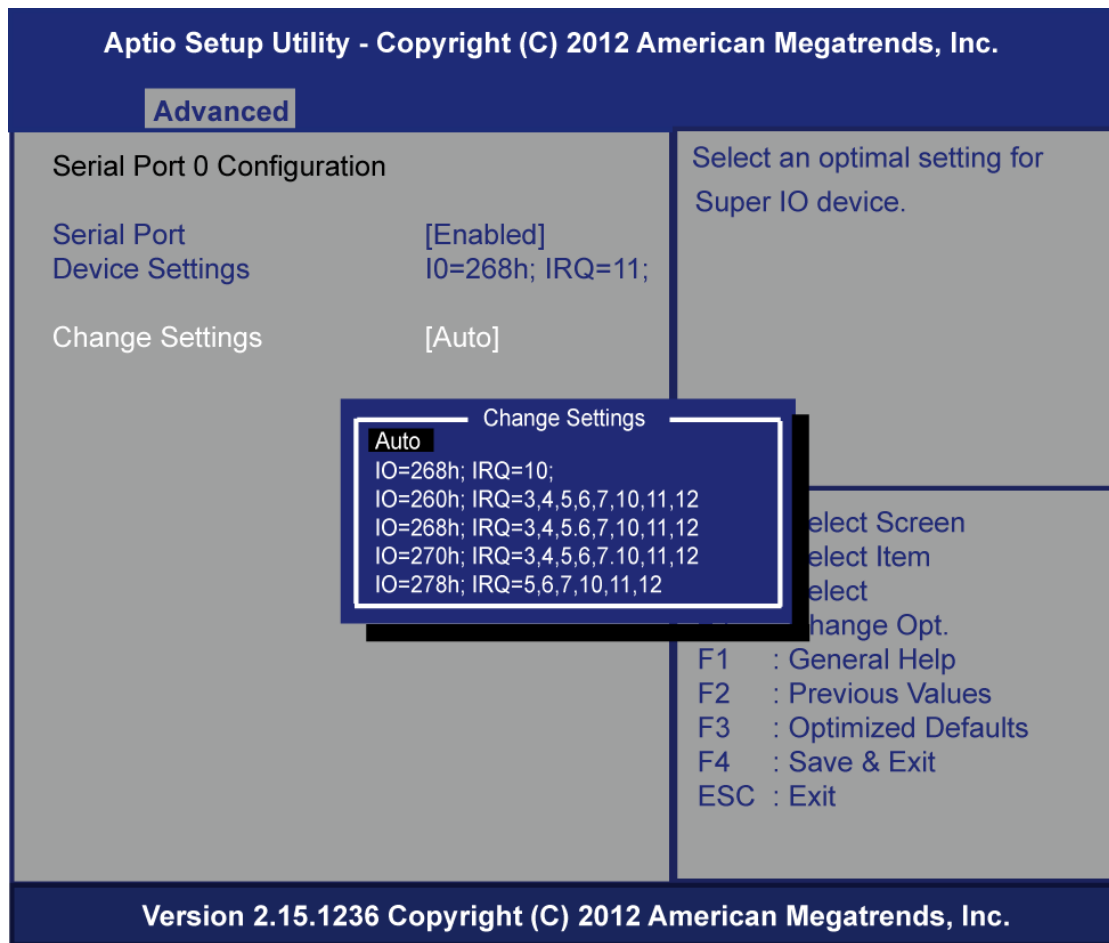 Aptio Setup Utility - Copyright (C) 2012 American Megatrends, Inc.
Advanced
Serial Port 0 Configuration
Serial Port [Enabled]
Device Settings I0=268h; IRQ=11;
Change Settings [Auto]
Select an optimal setting for
Super IO device.
Change Settings
Auto
IO=268h; IRQ=10;
IO=260h; IRQ=3,4,5,6,7,10,11,12
IO=268h; IRQ=3,4,5.6,7,10,11,12
IO=270h; IRQ=3,4,5,6,7.10,11,12
IO=278h; IRQ=5,6,7,10,11,12
elect Screen
elect Item
elect
hange Opt.
F1 : General Help
F2 : Previous Values
F3 : Optimized Defaults
F4 : Save & Exit
ESC : Exit
Version 2.15.1236 Copyright (C) 2012 American Megatrends, Inc.